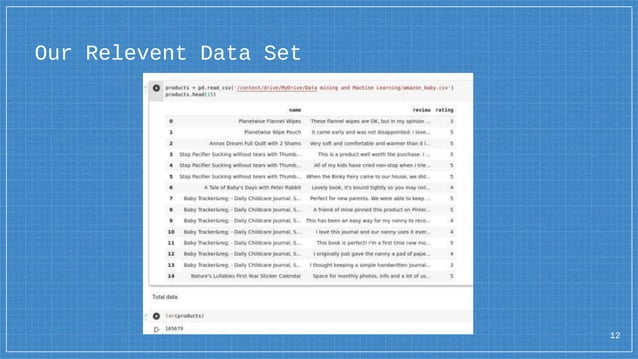 Our Relevent Data Set
products = pd.read_csv('/content/drive/MyDrive/Data mining and Machine Learning/amazon_baby.csv')
products.head(15)
name review rating
0 Planetwise Flannel Wipes These flannel wipes are OK, but in my opinion ... 3
1 Planetwise Wipe Pouch it came early and was not disappointed. i love... 5
2 Annas Dream Full Quilt with 2 Shams Very soft and comfortable and warmer than it l... 5
3 Stop Pacifier Sucking without tears with Thumb... This is a product well worth the purchase. I ... 5
4 Stop Pacifier Sucking without tears with Thumb... All of my kids have cried non-stop when I trie... 5
5 Stop Pacifier Sucking without tears with Thumb... When the Binky Fairy came to our house, we did... 5
6 A Tale of Baby's Days with Peter Rabbit Lovely book, it's bound tightly so you may not... 4
7 Baby Tracker&reg; - Daily Childcare Journal, S... Perfect for new parents. We were able to keep ... 5
8 Baby Tracker&reg; - Daily Childcare Journal, S... A friend of mine pinned this product on Pinter... 5
9 Baby Tracker&reg; - Daily Childcare Journal, S... This has been an easy way for my nanny to reco... 4
10 Baby Tracker&reg; - Daily Childcare Journal, S... I love this journal and our nanny uses it ever... 4
11 Baby Tracker&reg; - Daily Childcare Journal, S... This book is perfect! I'm a first time new mo... 5
12 Baby Tracker&reg; - Daily Childcare Journal, S... I originally just gave the nanny a pad of pape... 4
13 Baby Tracker&reg; - Daily Childcare Journal, S... I thought keeping a simple handwritten journal... 3
14 Nature's Lullabies First Year Sticker Calendar Space for monthly photos, info and a lot of us... 5
Total data
len(products)
165679
12